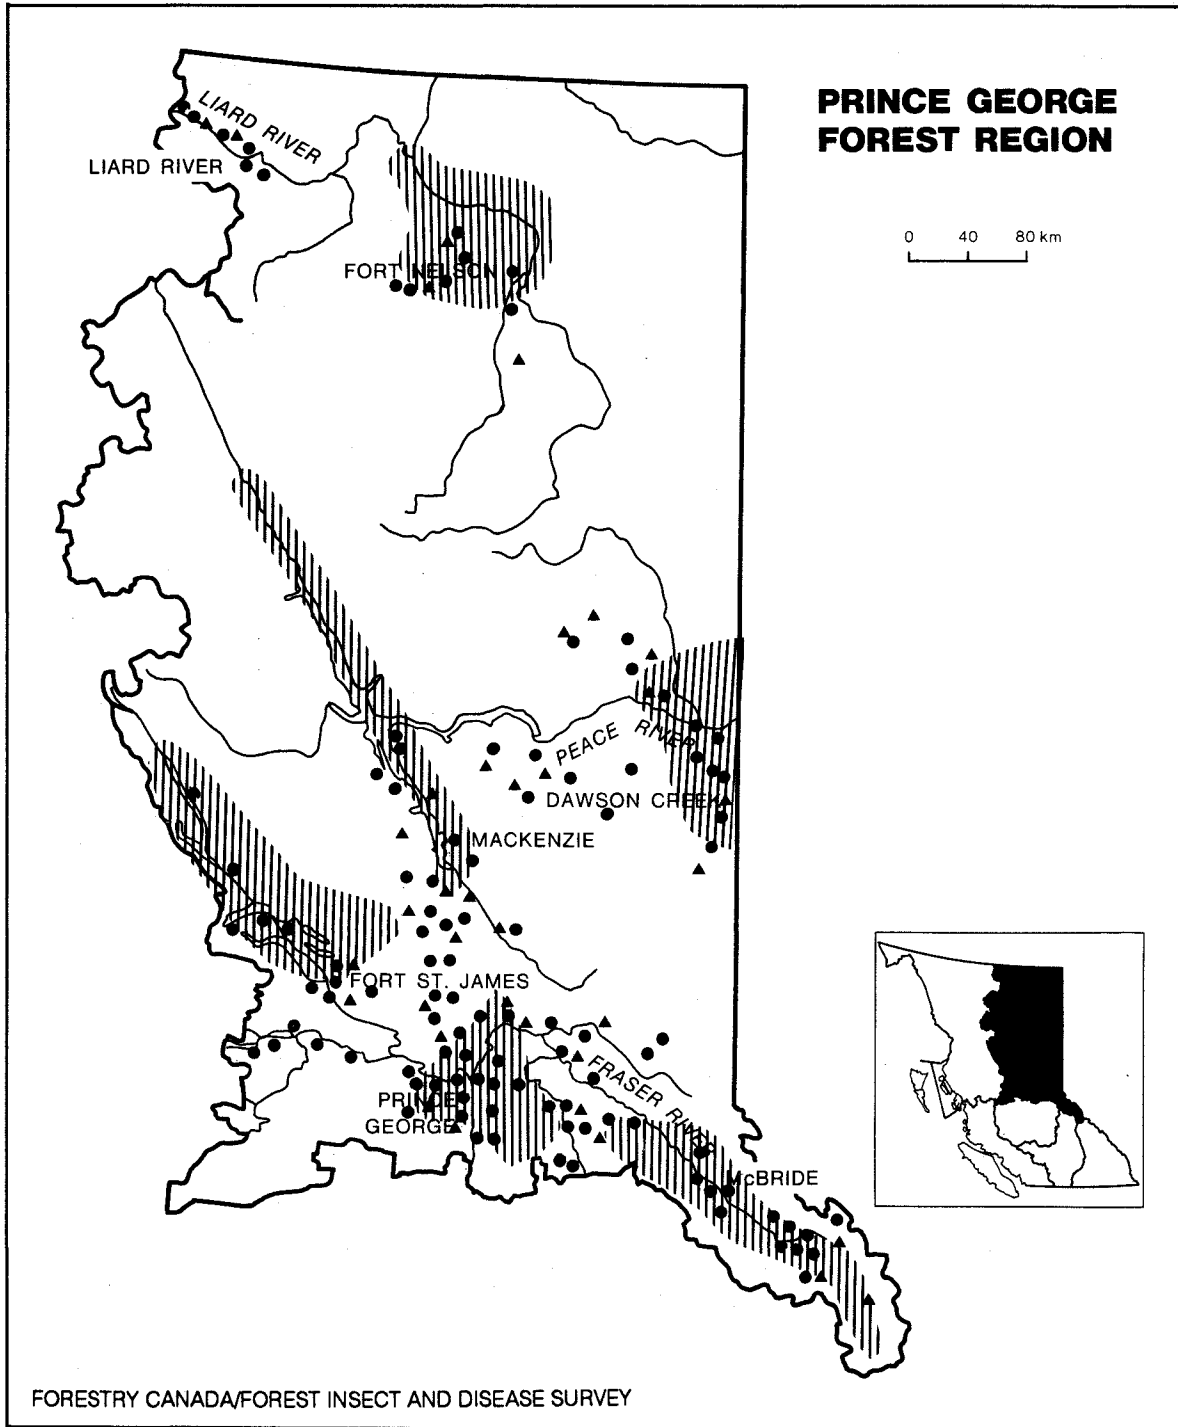 PRINCE GEORGE
FOREST REGION
0 40 80 km
LIARD RIVER
LIARD RIVER
FORT NELSON
PEACE RIVER
DAWSON CREEK
MACKENZIE
FORT ST. JAMES
FRASER RIVER
PRINCE
GEORGE
McBRIDE
FORESTRY CANADA/FOREST INSECT AND DISEASE SURVEY